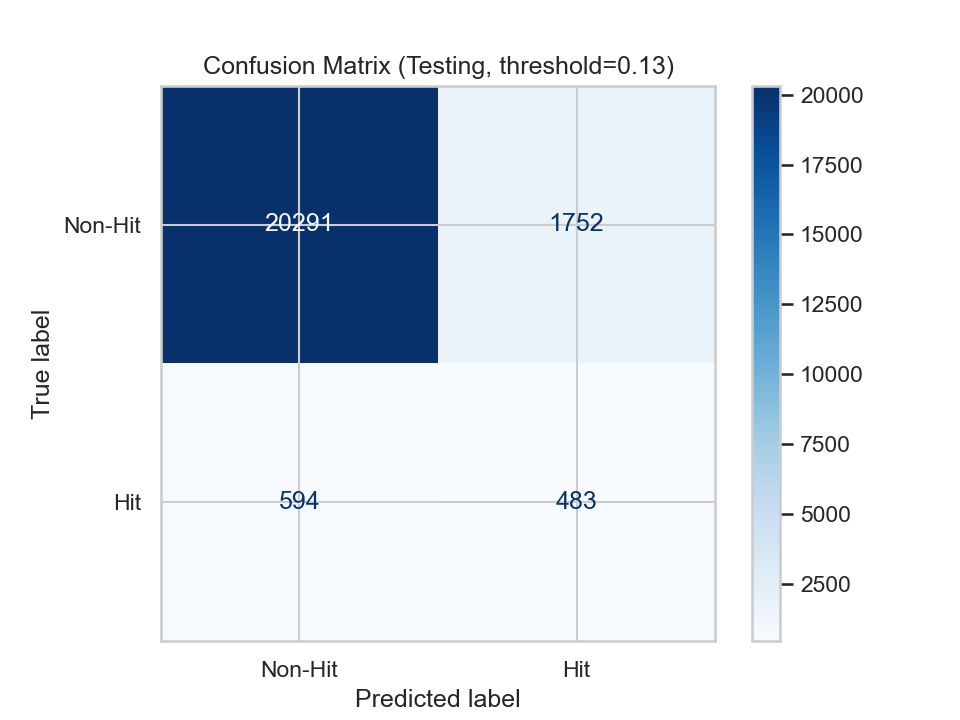 Confusion Matrix (Testing, threshold=0.13)
Non-Hit
20291
1752
Hit
594
483
True label
Non-Hit
Hit
Predicted label
20000
17500
15000
12500
10000
7500
5000
2500